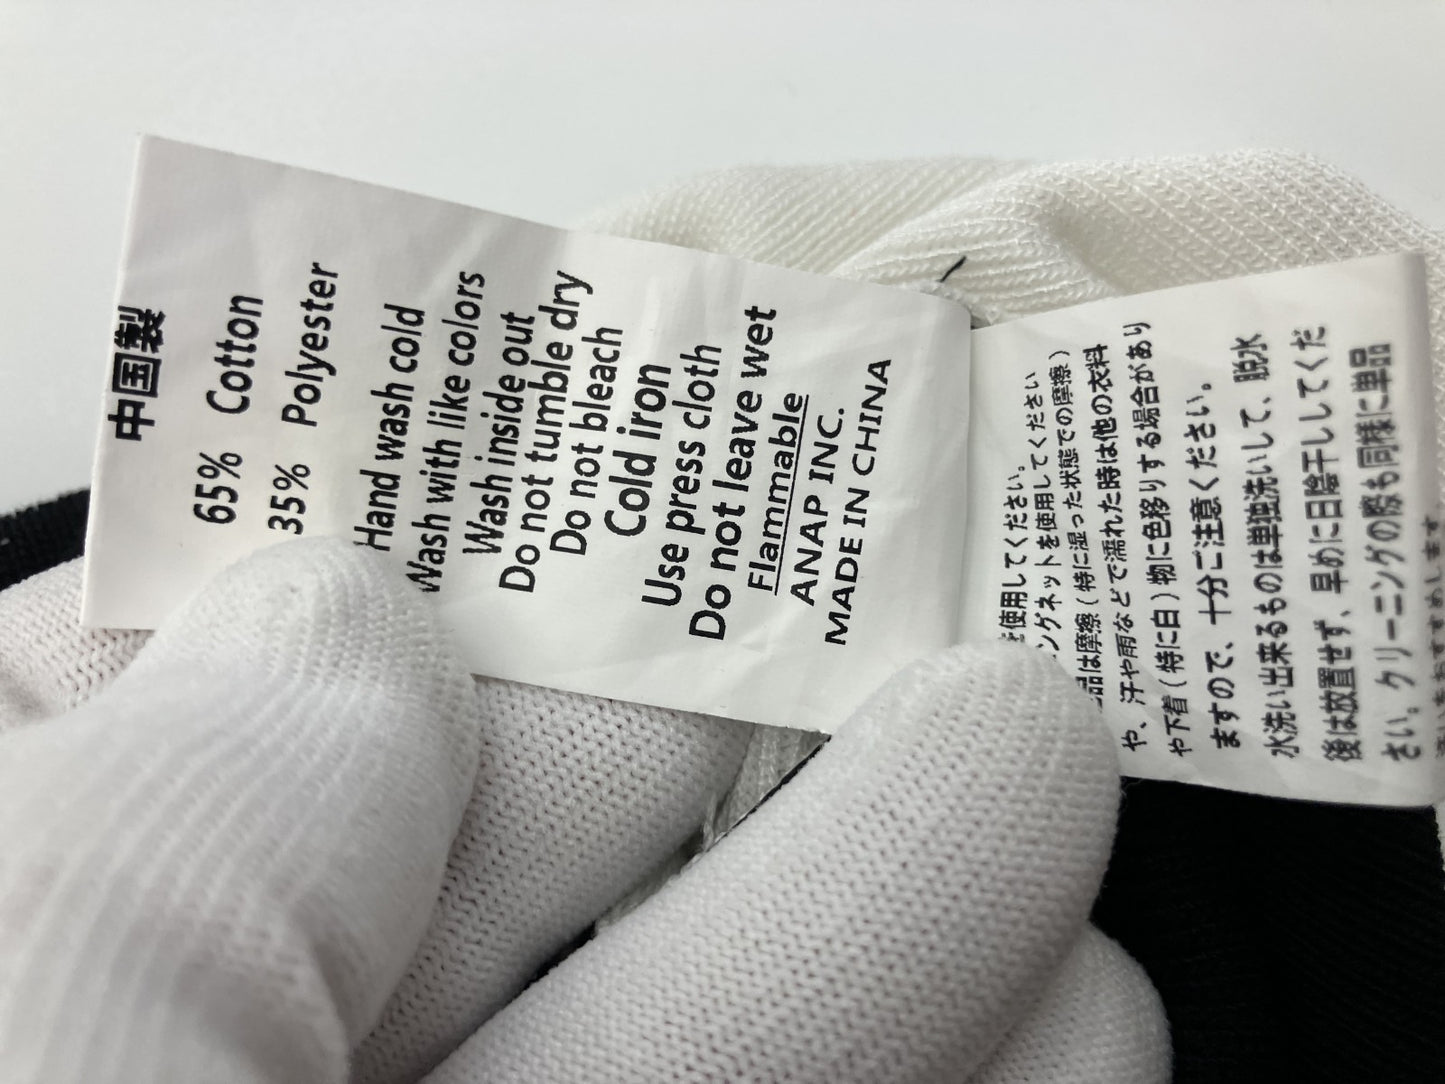 中国製
65% Cotton
35% Polyester
Hand wash cold
Wash with like colors
Wash inside out
Do not tumble dry
Do not bleach
Cold iron
Use press cloth
Do not leave wet
Flammable
ANAP INC.
MADE IN CHINA
を使用してください。
ングネットを使用してください
品は摩擦(特に湿った状態での摩擦)
や、汗や雨などで濡れた時は他の衣料
や下着(特に白)物に色移りする場合があり
ますので、十分ご注意ください。
水洗い出来るものは単独洗いして、脱水
後は放置せず、早めに日陰干ししてくだ
さい。クリーニングの際も同様に単品